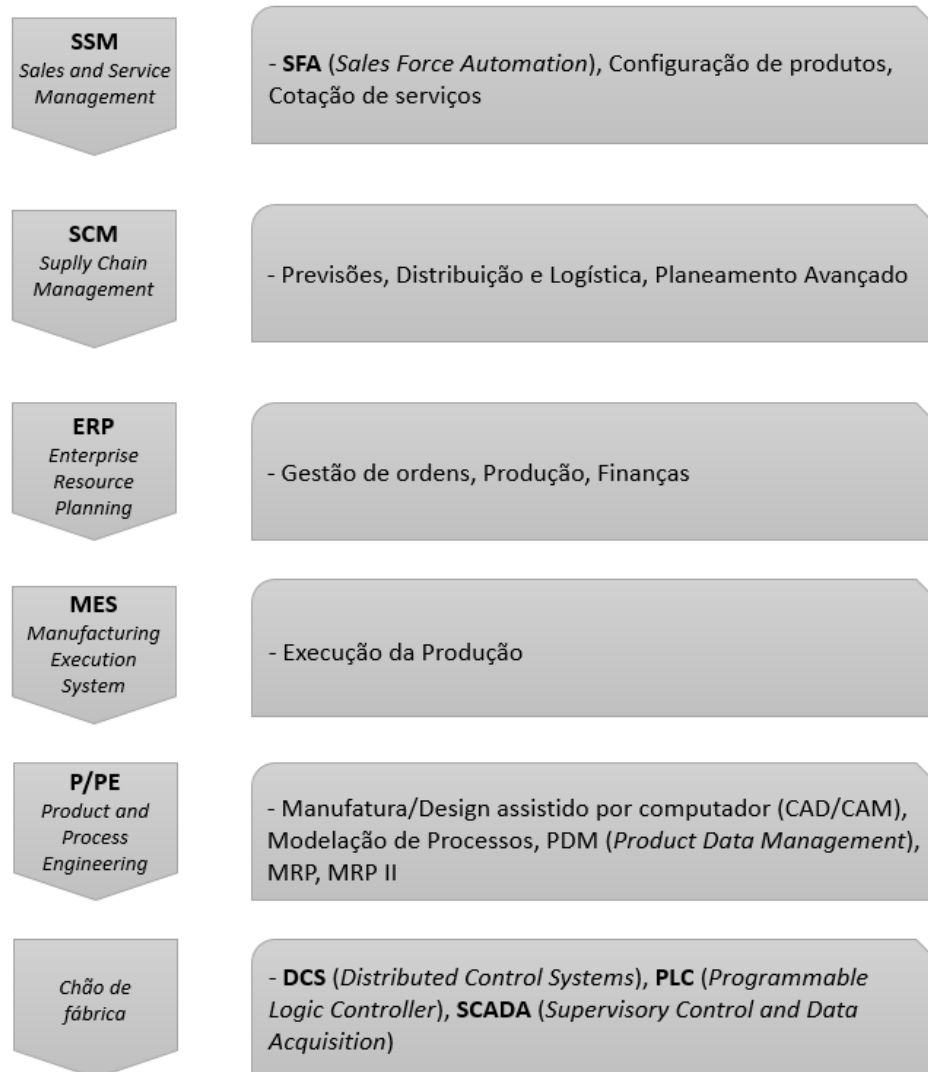 SSM
Sales and Service
Management
- SFA (Sales Force Automation), Configuração de produtos,
Cotação de serviços
SCM
Suplly Chain
Management
- Previsões, Distribuição e Logística, Planeamento Avançado
ERP
Enterprise
Resource
Planning
- Gestão de ordens, Produção, Finanças
MES
Manufacturing
Execution
System
- Execução da Produção
P/PE
Product and
Process
Engineering
- Manufatura/Design assistido por computador (CAD/CAM),
Modelação de Processos, PDM (Product Data Management),
MRP, MRP II
Chão de
fábrica
- DCS (Distributed Control Systems), PLC (Programmable
Logic Controller), SCADA (Supervisory Control and Data
Acquisition)